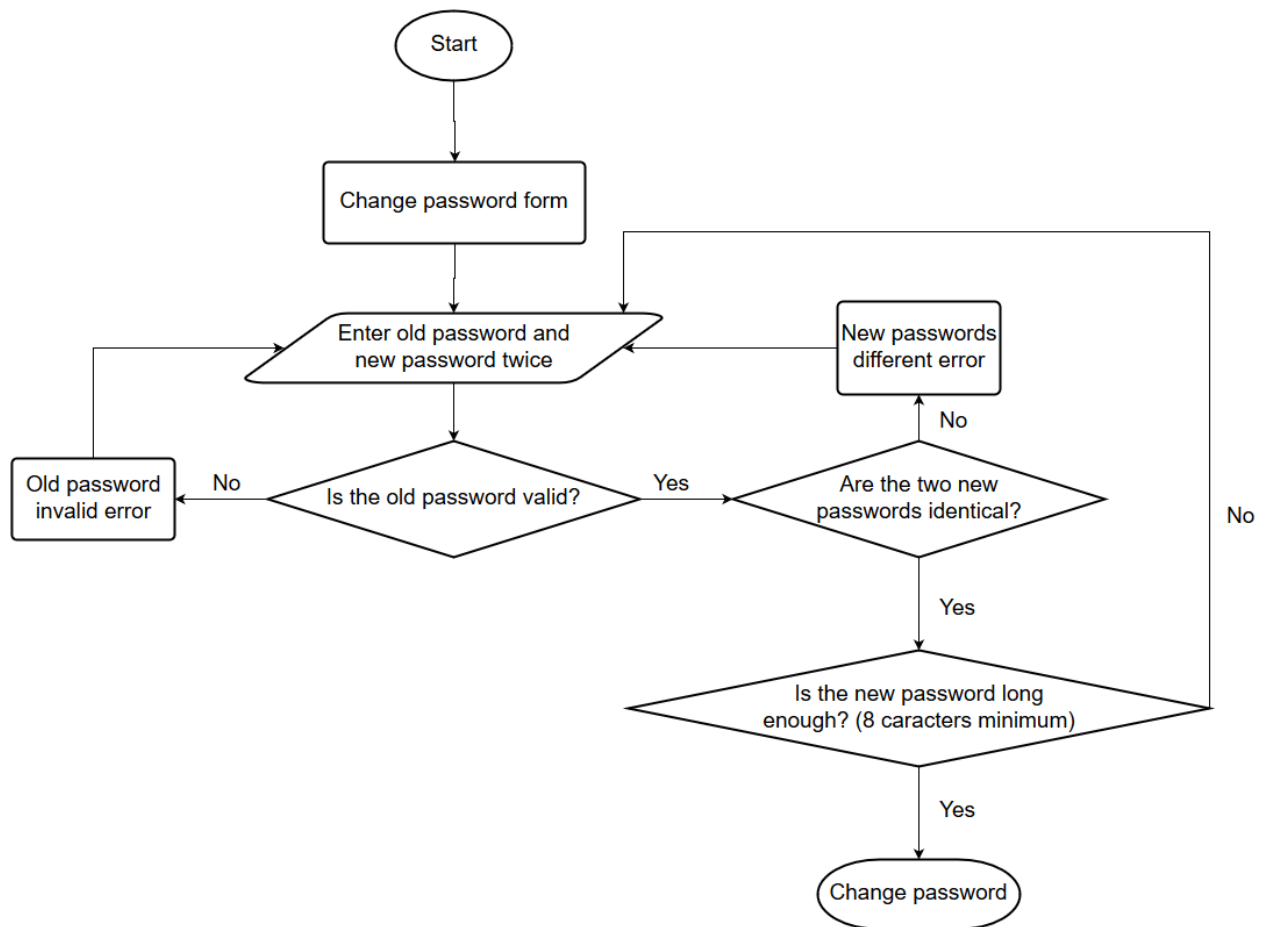 Start
Change password form
Enter old password and
new password twice
New passwords
different error
No
Old password
invalid error
No
Is the old password valid?
Yes
Are the two new
passwords identical?
No
Yes
Is the new password long
enough? (8 caracters minimum)
Yes
Change password